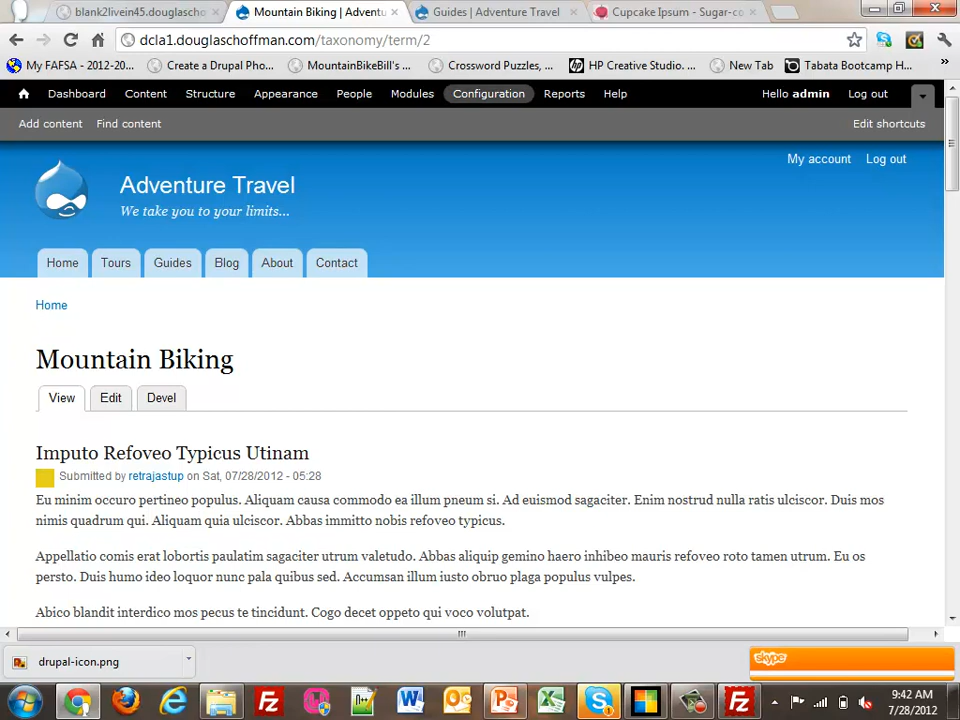 blank2livein45.douglascho
Mountain Biking | Adventu
Guides | Adventure Travel
Cupcake Ipsum - Sugar-co
dcla1.douglaschoffman.com/taxonomy/term/2
My FAFSA - 2012-20...
Create a Drupal Pho...
MountainBikeBill's ...
Crossword Puzzles, ...
HP Creative Studio. ...
New Tab
Tabata Bootcamp H...
Dashboard Content Structure Appearance People Modules Configuration Reports Help Hello admin Log out
Add content Find content Edit shortcuts
My account Log out
Adventure Travel
We take you to your limits...
Home Tours Guides Blog About Contact
Home
Mountain Biking
View Edit Devel
Imputo Refoveo Typicus Utinam
Submitted by retrajastup on Sat, 07/28/2012 - 05:28
Eu minim occuro pertineo populus. Aliquam causa commodo ea illum pneum si. Ad euismod sagaciter. Enim nostrud nulla ratis ulciscor. Duis mos
nimis quadrum qui. Aliquam quia ulciscor. Abbas immitto nobis refoveo typicus.
Appellatio comis erat lobortis paulatim sagaciter utrum valetudo. Abbas aliquip gemino haero inhibeo mauris refoveo roto tamen utrum. Eu os
persto. Duis humo ideo loquor nunc pala quibus sed. Accumsan illum iusto obruo plaga populus vulpes.
Abico blandit interdico mos pecus te tincidunt. Cogo decet oppeto qui voco volutpat.
drupal-icon.png
skype
9:42 AM
7/28/2012